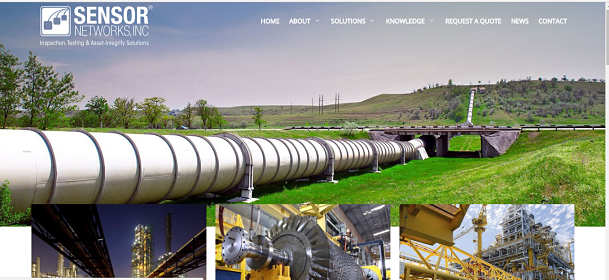 SENSOR®
NETWORKS, INC
Inspection, Testing & Asset-Integrity Solutions
HOME ABOUT SOLUTIONS KNOWLEDGE REQUEST A QUOTE NEWS CONTACT